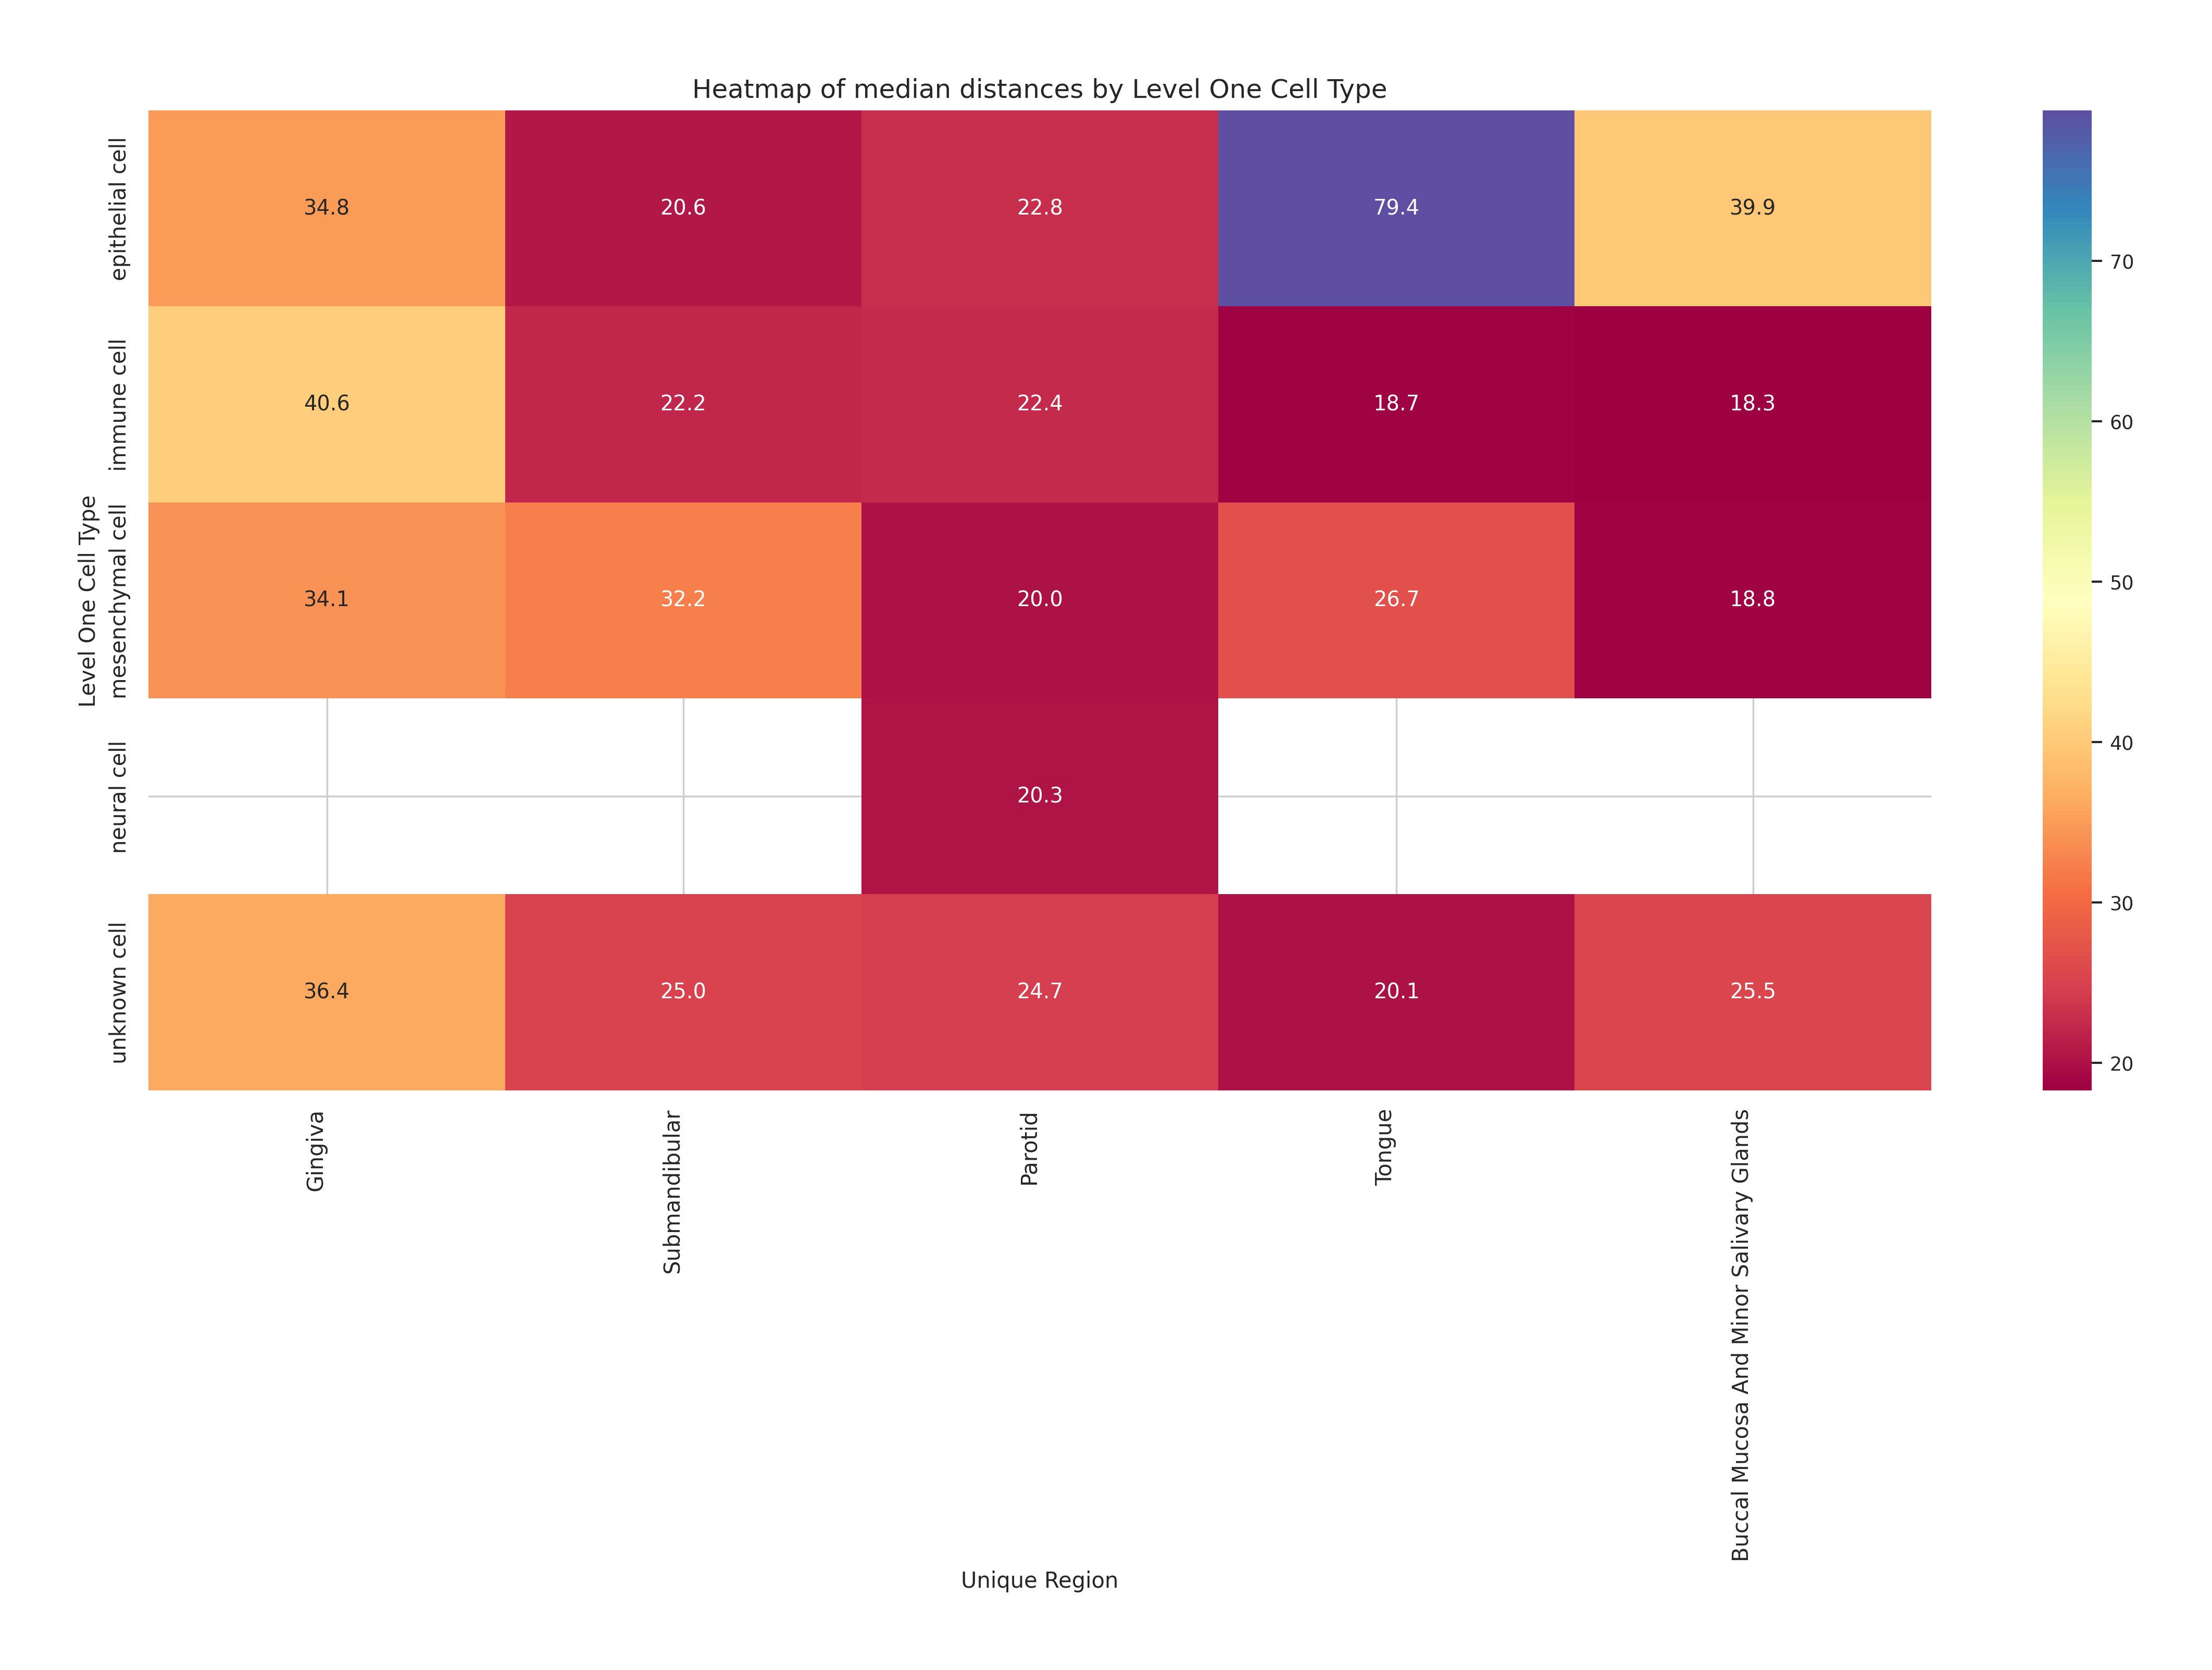 Heatmap of median distances by Level One Cell Type
Level One Cell Type
epithelial cell
34.8 20.6 22.8 79.4 39.9
immune cell
40.6 22.2 22.4 18.7 18.3
mesenchymal cell
34.1 32.2 20.0 26.7 18.8
neural cell
20.3
unknown cell
36.4 25.0 24.7 20.1 25.5
Gingiva
Submandibular
Parotid
Tongue
Buccal Mucosa And Minor Salivary Glands
Unique Region
70
60
50
40
30
20